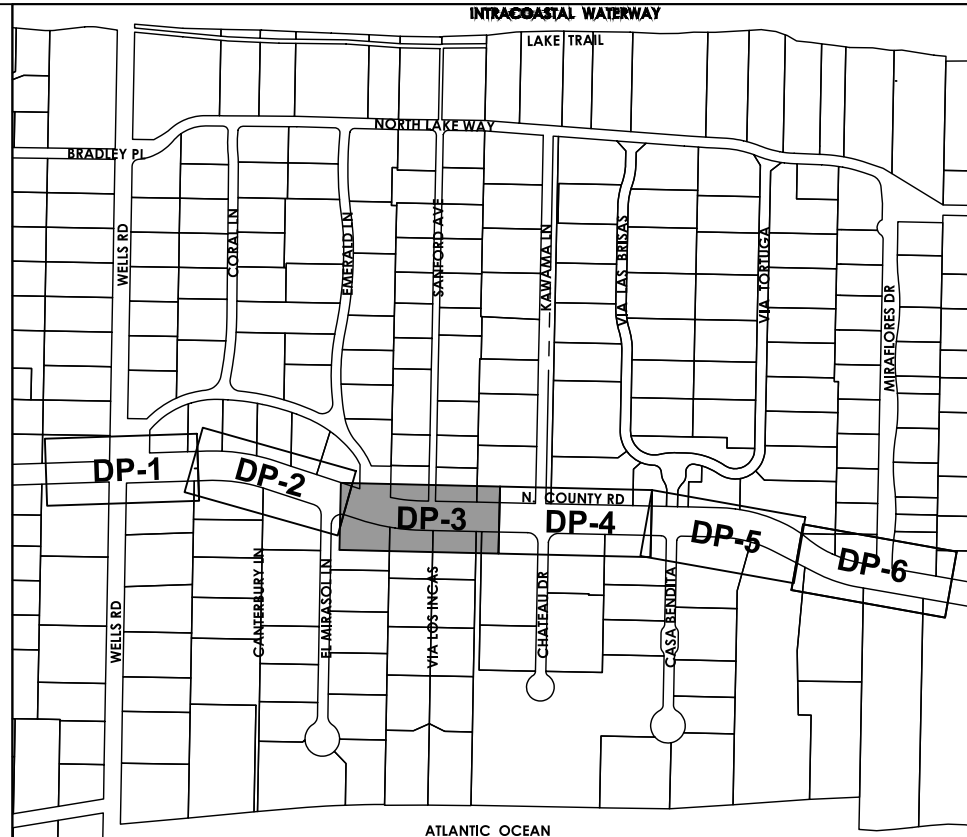 INTRACOASTAL WATERWAY
LAKE TRAIL
NORTH LAKE WAY
BRADLEY PL
WELLS RD
CORAL LN
EMERALD LN
SANFORD AVE
KAWAMA LN
VIA LAS BRISAS
VIA TORTUGA
MIRAFLORES DR
DP-1
DP-2
DP-3
N. COUNTY RD
DP-4
DP-5
DP-6
WELLS RD
CANTERBURY LN
EL MIRASOL LN
VIA LOS INCAS
CHATEAU DR
CASA BENDITA
ATLANTIC OCEAN